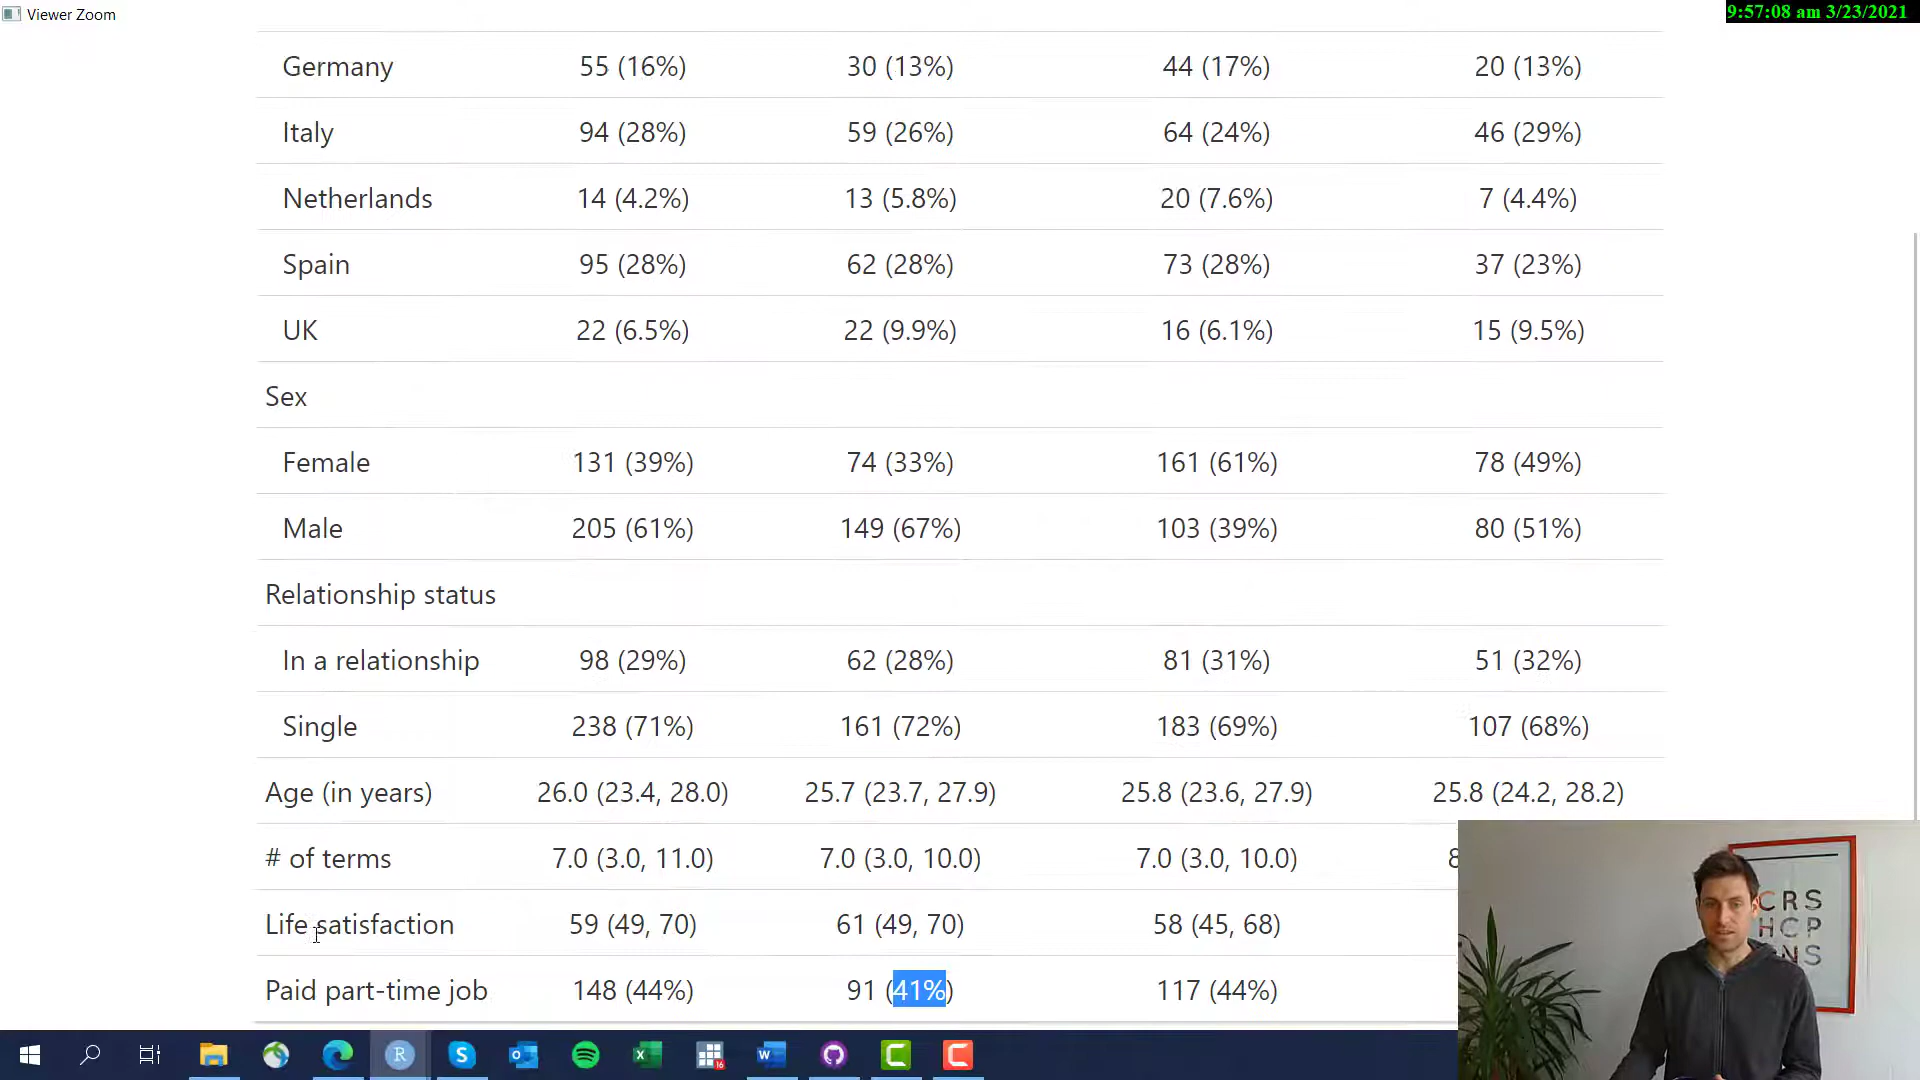 Viewer Zoom
9:57:08 am 3/23/2021
Germany 55 (16%) 30 (13%) 44 (17%) 20 (13%)
Italy 94 (28%) 59 (26%) 64 (24%) 46 (29%)
Netherlands 14 (4.2%) 13 (5.8%) 20 (7.6%) 7 (4.4%)
Spain 95 (28%) 62 (28%) 73 (28%) 37 (23%)
UK 22 (6.5%) 22 (9.9%) 16 (6.1%) 15 (9.5%)
Sex
Female 131 (39%) 74 (33%) 161 (61%) 78 (49%)
Male 205 (61%) 149 (67%) 103 (39%) 80 (51%)
Relationship status
In a relationship 98 (29%) 62 (28%) 81 (31%) 51 (32%)
Single 238 (71%) 161 (72%) 183 (69%) 107 (68%)
Age (in years) 26.0 (23.4, 28.0) 25.7 (23.7, 27.9) 25.8 (23.6, 27.9) 25.8 (24.2, 28.2)
# of terms 7.0 (3.0, 11.0) 7.0 (3.0, 10.0) 7.0 (3.0, 10.0) 8
Life satisfaction 59 (49, 70) 61 (49, 70) 58 (45, 68)
Paid part-time job 148 (44%) 91 (41%) 117 (44%)
CRS
HCP
NS
R
16